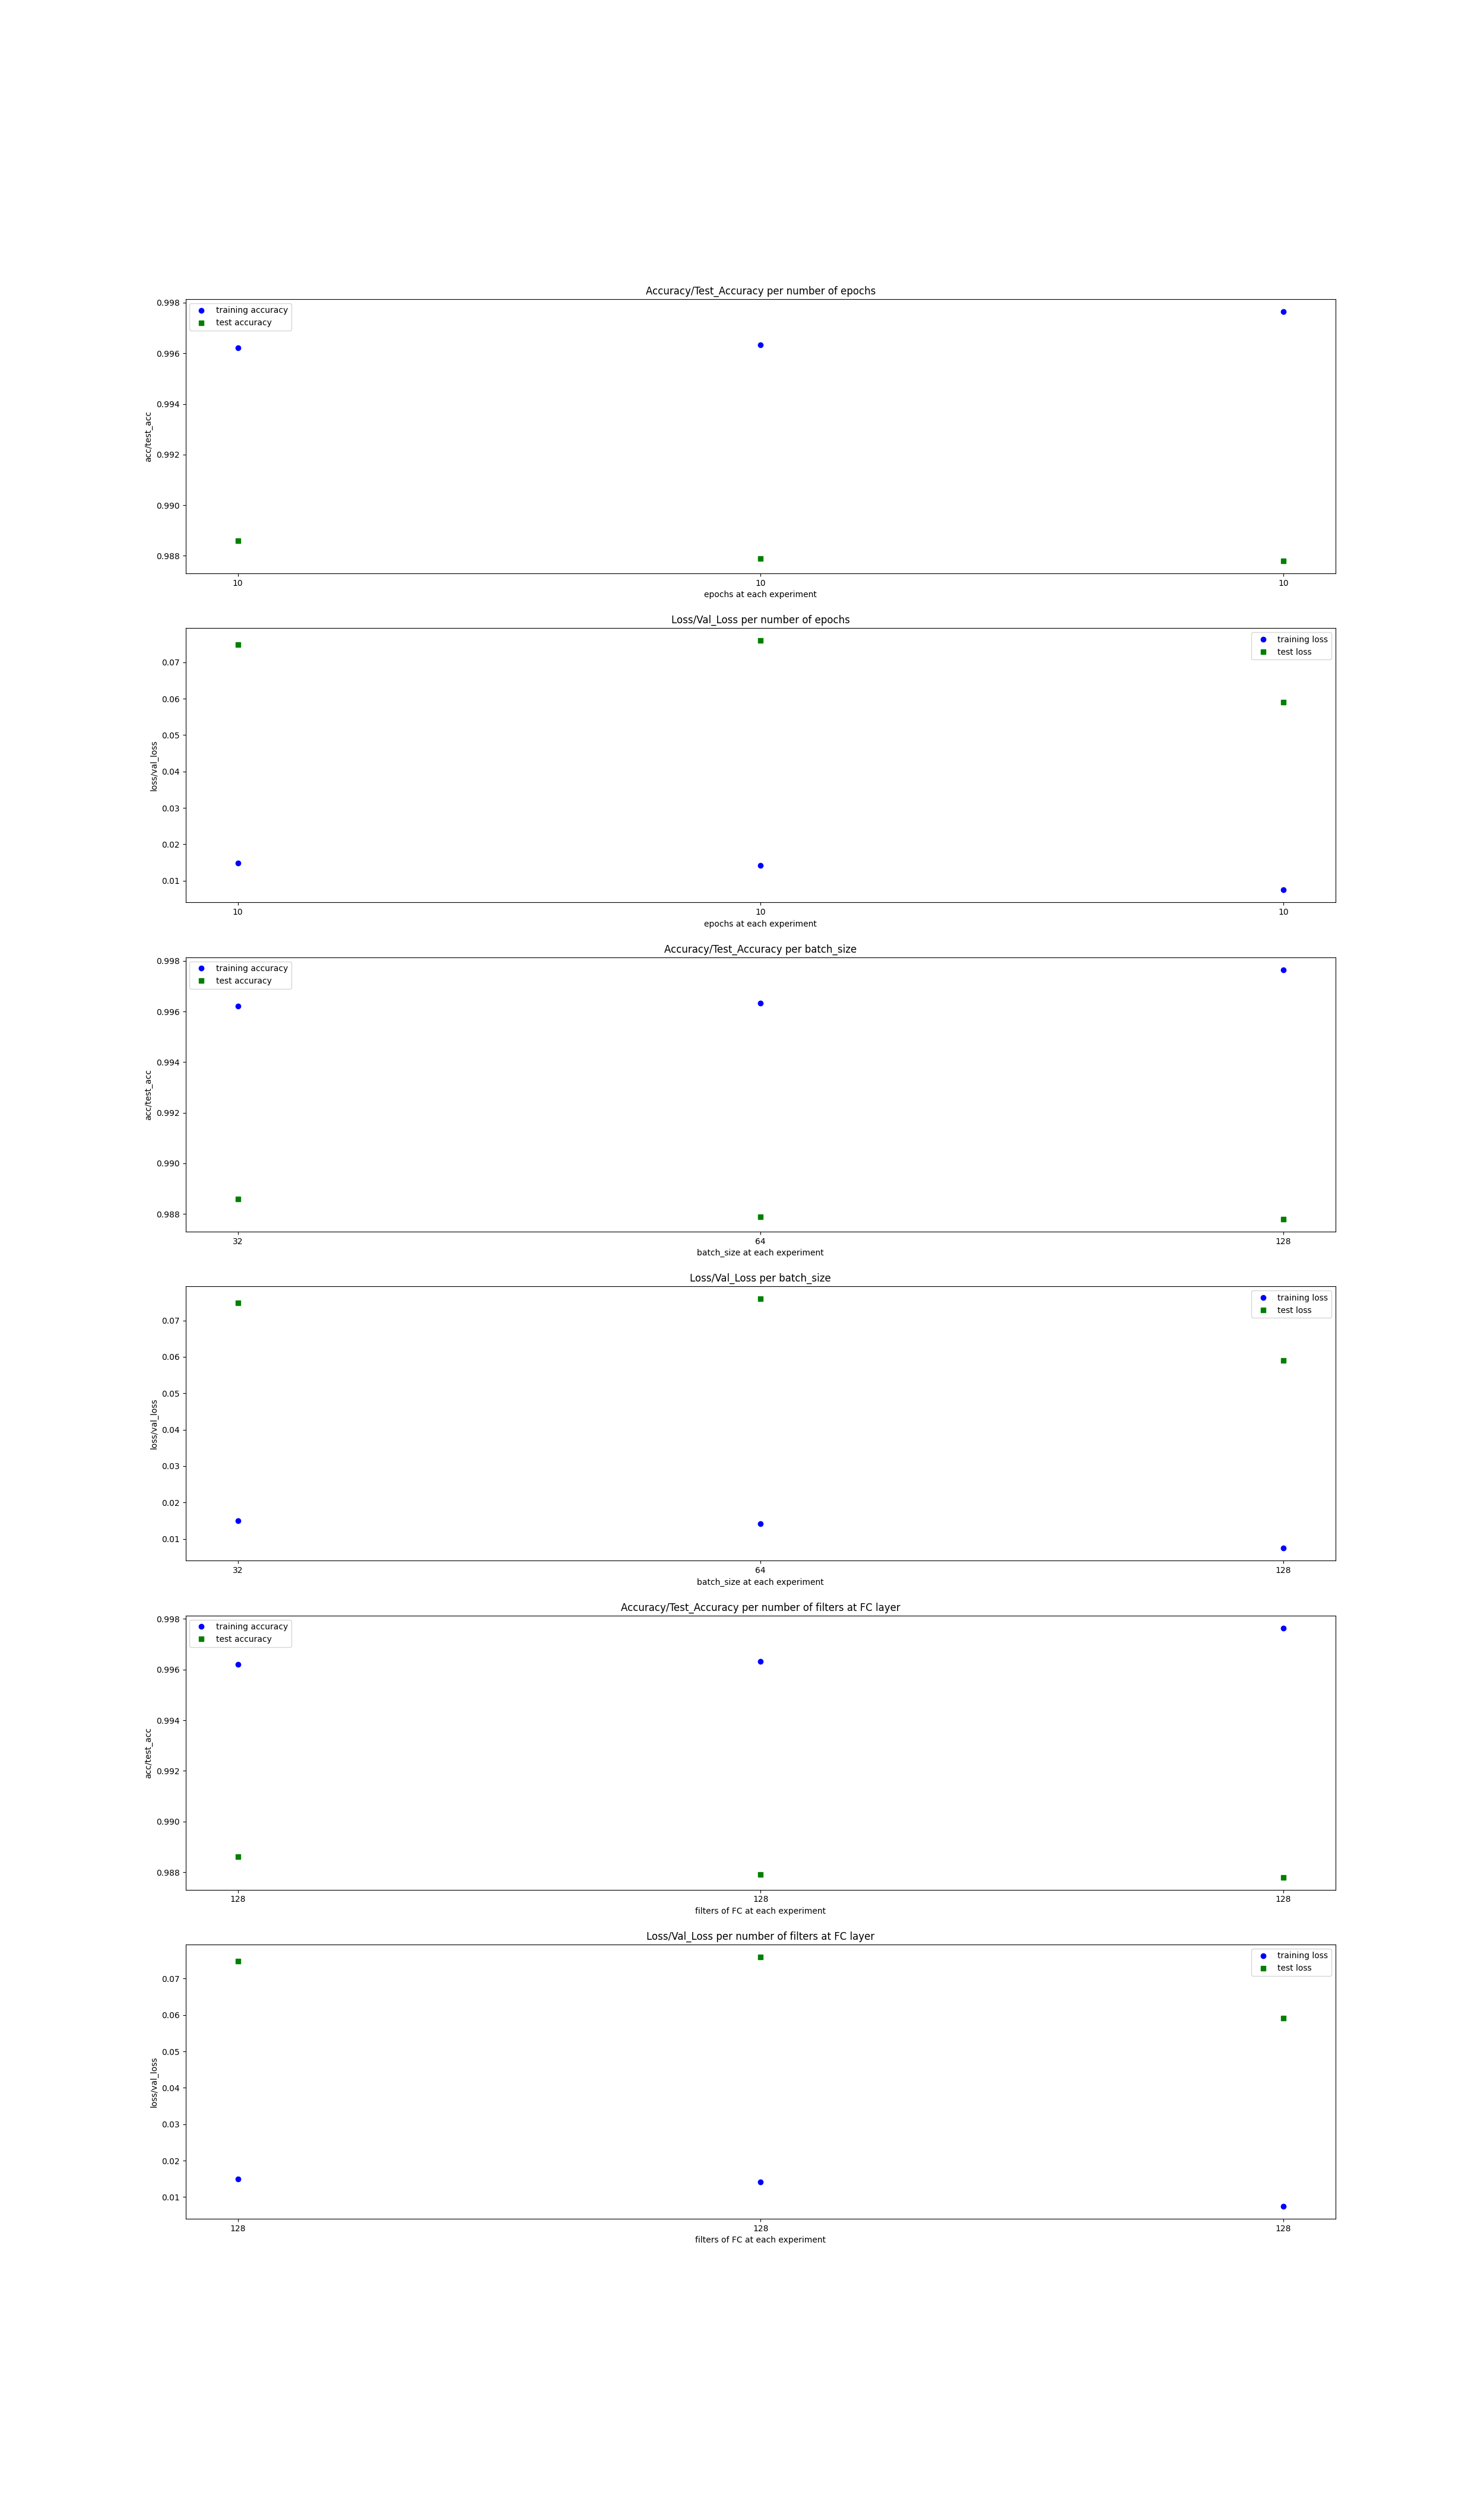 Accuracy/Test_Accuracy per number of epochs
0.998
0.996
0.994
0.992
0.990
0.988
acc/test_acc
training accuracy
test accuracy
10 10 10
epochs at each experiment
Loss/Val_Loss per number of epochs
0.07
0.06
0.05
0.04
0.03
0.02
0.01
loss/val_loss
training loss
test loss
10 10 10
epochs at each experiment
Accuracy/Test_Accuracy per batch_size
0.998
0.996
0.994
0.992
0.990
0.988
acc/test_acc
training accuracy
test accuracy
32 64 128
batch_size at each experiment
Loss/Val_Loss per batch_size
0.07
0.06
0.05
0.04
0.03
0.02
0.01
loss/val_loss
training loss
test loss
32 64 128
batch_size at each experiment
Accuracy/Test_Accuracy per number of filters at FC layer
0.998
0.996
0.994
0.992
0.990
0.988
acc/test_acc
training accuracy
test accuracy
128 128 128
filters of FC at each experiment
Loss/Val_Loss per number of filters at FC layer
0.07
0.06
0.05
0.04
0.03
0.02
0.01
loss/val_loss
training loss
test loss
128 128 128
filters of FC at each experiment